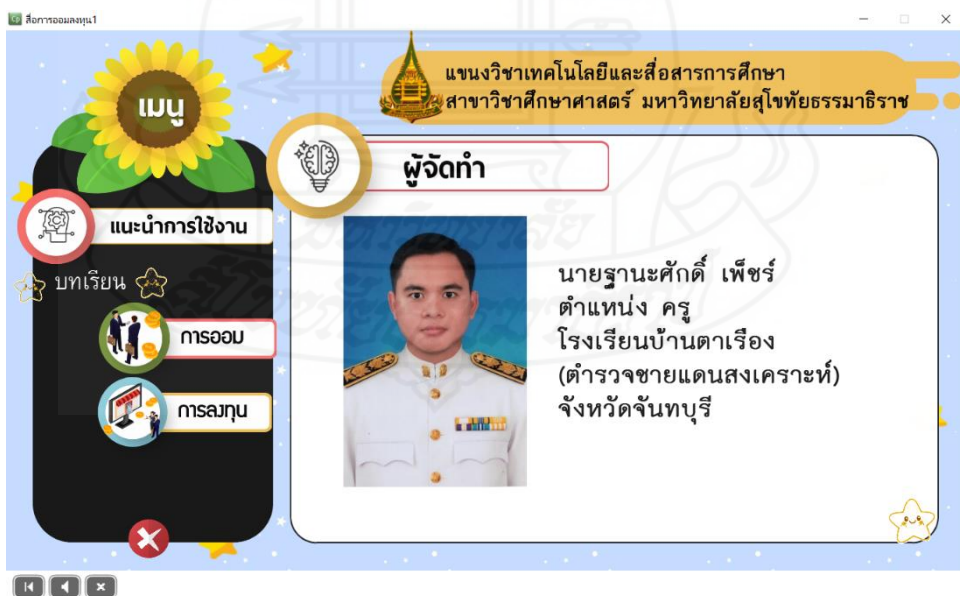 สื่อการออมลงทุน1
แขนงวิชาเทคโนโลยีและสื่อสารการศึกษา
สาขาวิชาศึกษาศาสตร์ มหาวิทยาลัยสุโขทัยธรรมาธิราช
เมนู
ผู้จัดทำ
แนะนำการใช้งาน
บทเรียน
การออม
การลงทุน
นายฐานะศักดิ์ เพ็ชร์
ตำแหน่ง ครู
โรงเรียนบ้านตาเรือง
(ตำรวจชายแดนสงเคราะห์)
จังหวัดจันทบุรี